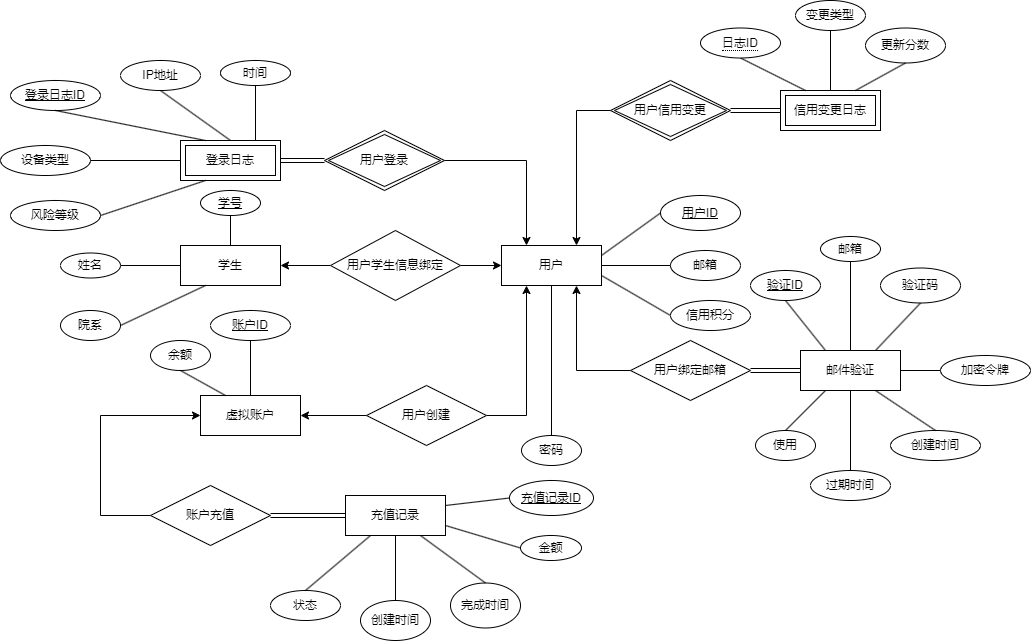 变更类型
日志ID
更新分数
IP地址
时间
登录日志ID
用户信用变更
信用变更日志
设备类型
登录日志
用户登录
风险等级
学号
用户ID
姓名
学生
用户学生信息绑定
用户
邮箱
邮箱
验证ID
验证码
院系
账户ID
信用积分
余额
用户绑定邮箱
邮件验证
加密令牌
虚拟账户
用户创建
密码
使用
创建时间
过期时间
充值记录ID
账户充值
充值记录
金额
状态
创建时间
完成时间